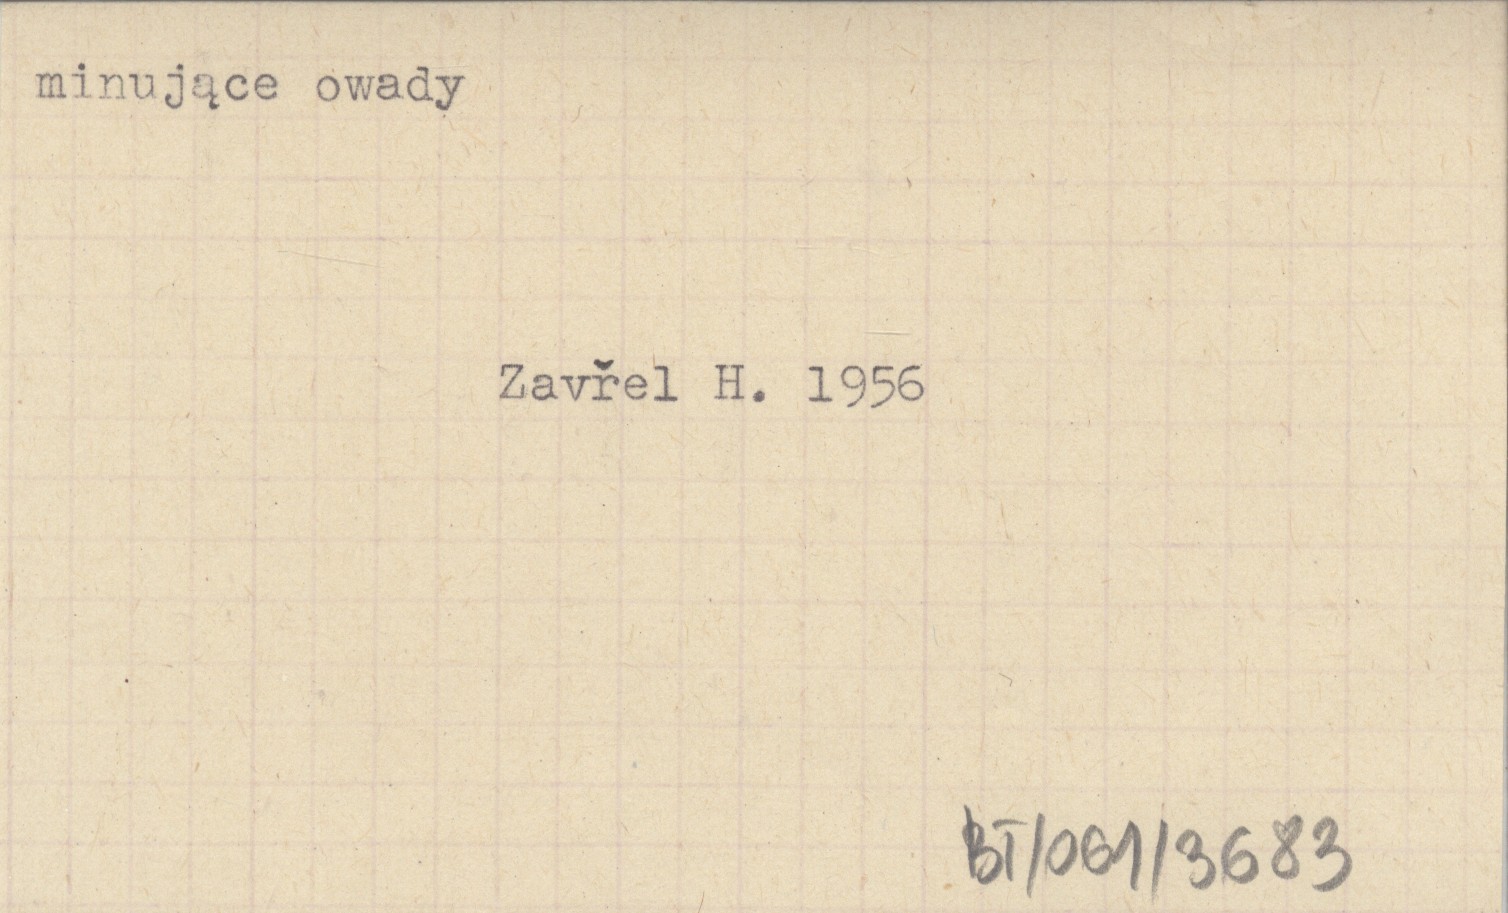 minujące owady
Zavřel H. 1956
BT/061/3683